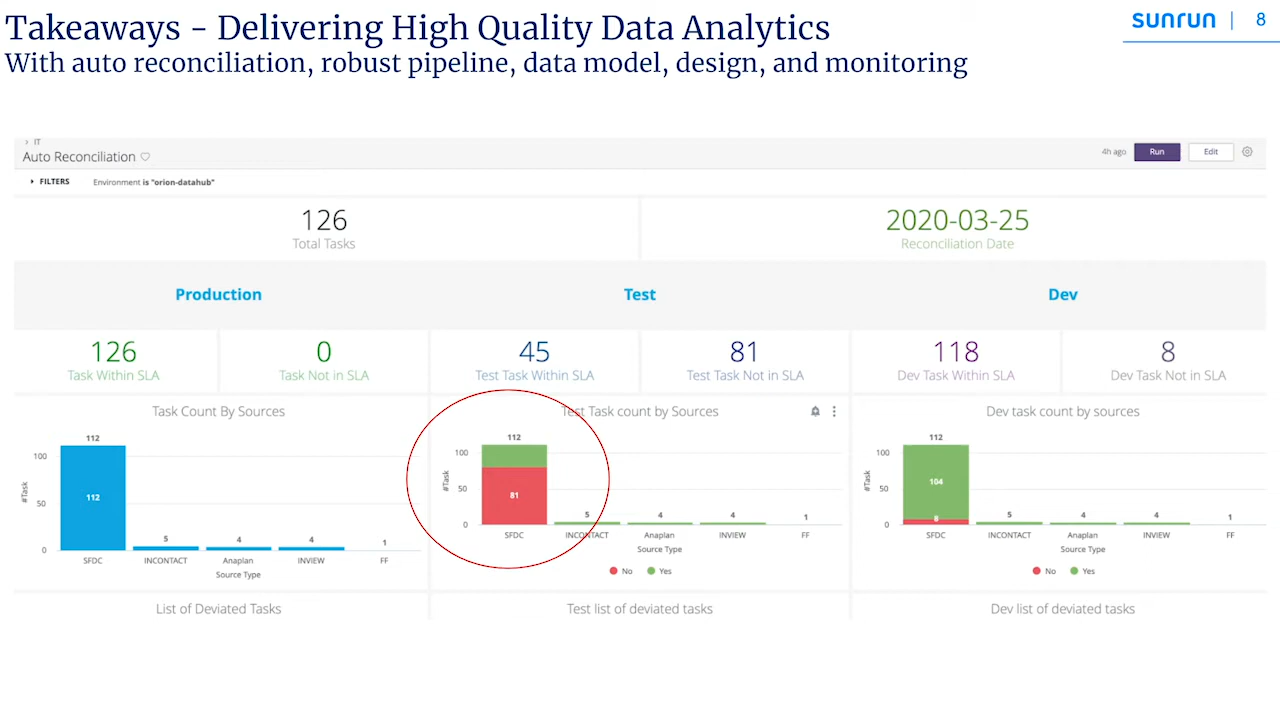 Takeaways - Delivering High Quality Data Analytics
With auto reconciliation, robust pipeline, data model, design, and monitoring
sunrun | 8
> IT
Auto Reconciliation
4h ago Run Edit
FILTERS Environment is "orion-datahub"
126
Total Tasks
2020-03-25
Reconciliation Date
Production Test Dev
126
Task Within SLA
0
Task Not in SLA
45
Test Task Within SLA
81
Test Task Not in SLA
118
Dev Task Within SLA
8
Dev Task Not in SLA
Task Count By Sources
#Task
100
50
0
112
112
5
4
4
1
SFDC INCONTACT Anaplan INVIEW FF
Source Type
Test Task count by Sources
#Task
100
50
0
112
81
5
4
4
1
SFDC INCONTACT Anaplan INVIEW FF
Source Type
No Yes
Dev task count by sources
#Task
100
50
0
112
104
8
5
4
4
1
SFDC INCONTACT Anaplan INVIEW FF
Source Type
No Yes
List of Deviated Tasks
Test list of deviated tasks
Dev list of deviated tasks